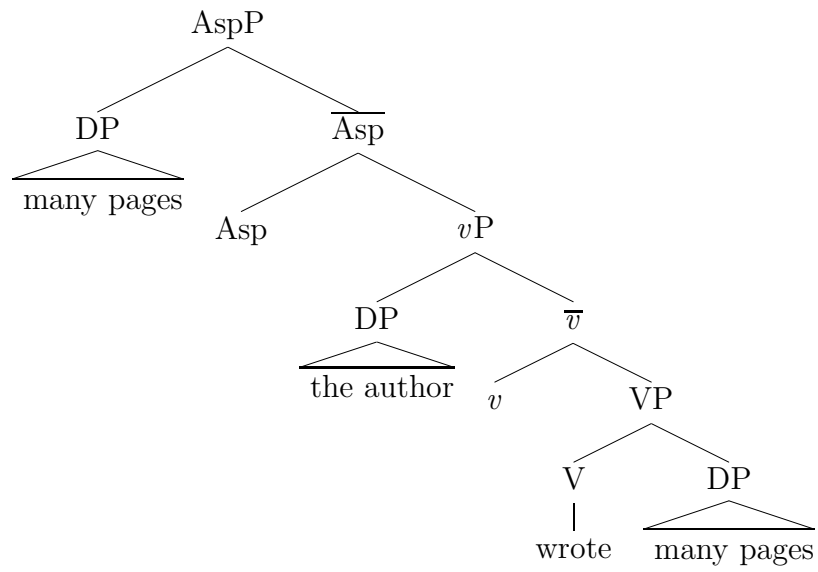 AspP
DP Asp
many pages
Asp vP
DP v
the author
v VP
V DP
wrote many pages